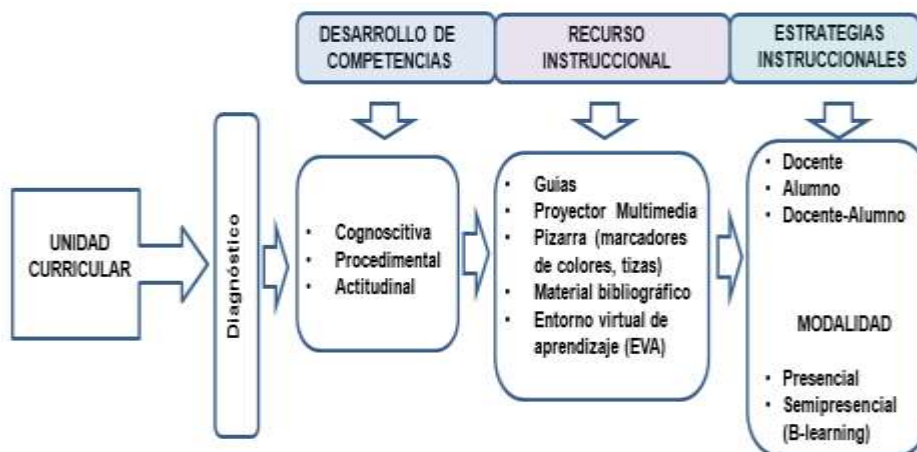 DESARROLLO DE
COMPETENCIAS
RECURSO
INSTRUCCIONAL
ESTRATEGIAS
INSTRUCCIONALES
UNIDAD
CURRICULAR
Diagnóstico
• Cognoscitiva
• Procedimental
• Actitudinal
• Guías
• Proyector Multimedia
• Pizarra (marcadores
de colores, tizas)
• Material bibliográfico
• Entorno virtual de
aprendizaje (EVA)
• Docente
• Alumno
• Docente-Alumno
MODALIDAD
• Presencial
• Semipresencial
(B-learning)